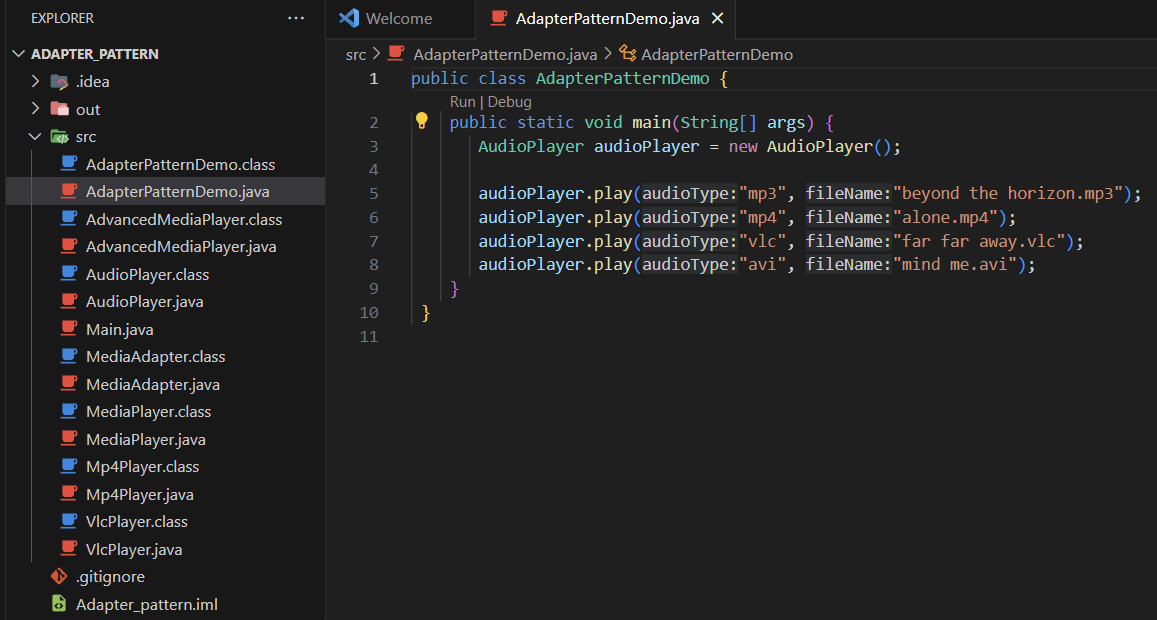 EXPLORER
ADAPTER_PATTERN
.idea
out
src
AdapterPatternDemo.class
AdapterPatternDemo.java
AdvancedMediaPlayer.class
AdvancedMediaPlayer.java
AudioPlayer.class
AudioPlayer.java
Main.java
MediaAdapter.class
MediaAdapter.java
MediaPlayer.class
MediaPlayer.java
Mp4Player.class
Mp4Player.java
VlcPlayer.class
VlcPlayer.java
.gitignore
Adapter_pattern.iml
Welcome AdapterPatternDemo.java
src > AdapterPatternDemo.java > AdapterPatternDemo
1 public class AdapterPatternDemo {
Run | Debug
2 public static void main(String[] args) {
3 AudioPlayer audioPlayer = new AudioPlayer();
4
5 audioPlayer.play(audioType:"mp3", fileName:"beyond the horizon.mp3");
6 audioPlayer.play(audioType:"mp4", fileName:"alone.mp4");
7 audioPlayer.play(audioType:"vlc", fileName:"far far away.vlc");
8 audioPlayer.play(audioType:"avi", fileName:"mind me.avi");
9 }
10 }
11